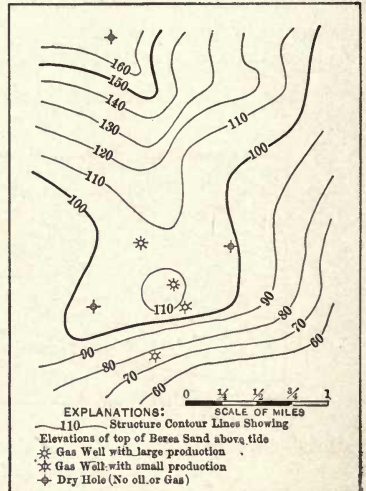 160
150
140
130
120
110
110
100
100
110
90
80
70
60
90
80
70
60
0 ¼ ½ ¾ 1
SCALE OF MILES
EXPLANATIONS:
110 Structure Contour Lines Showing
Elevations of top of Berea Sand above tide
Gas Well with large production
Gas Well with small production
Dry Hole (No oil or Gas)